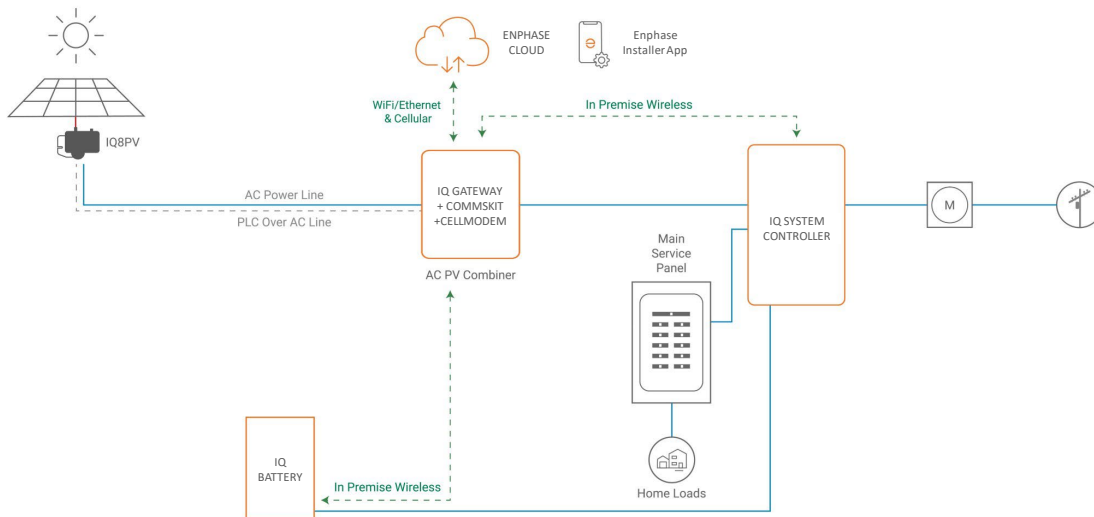 ENPHASE
CLOUD
Enphase
Installer App
WiFi/Ethernet
& Cellular
In Premise Wireless
IQ8PV
AC Power Line
PLC Over AC Line
IQ GATEWAY
+ COMMSKIT
+CELLMODEM
AC PV Combiner
IQ SYSTEM
CONTROLLER
M
Main
Service
Panel
IQ
BATTERY
In Premise Wireless
Home Loads